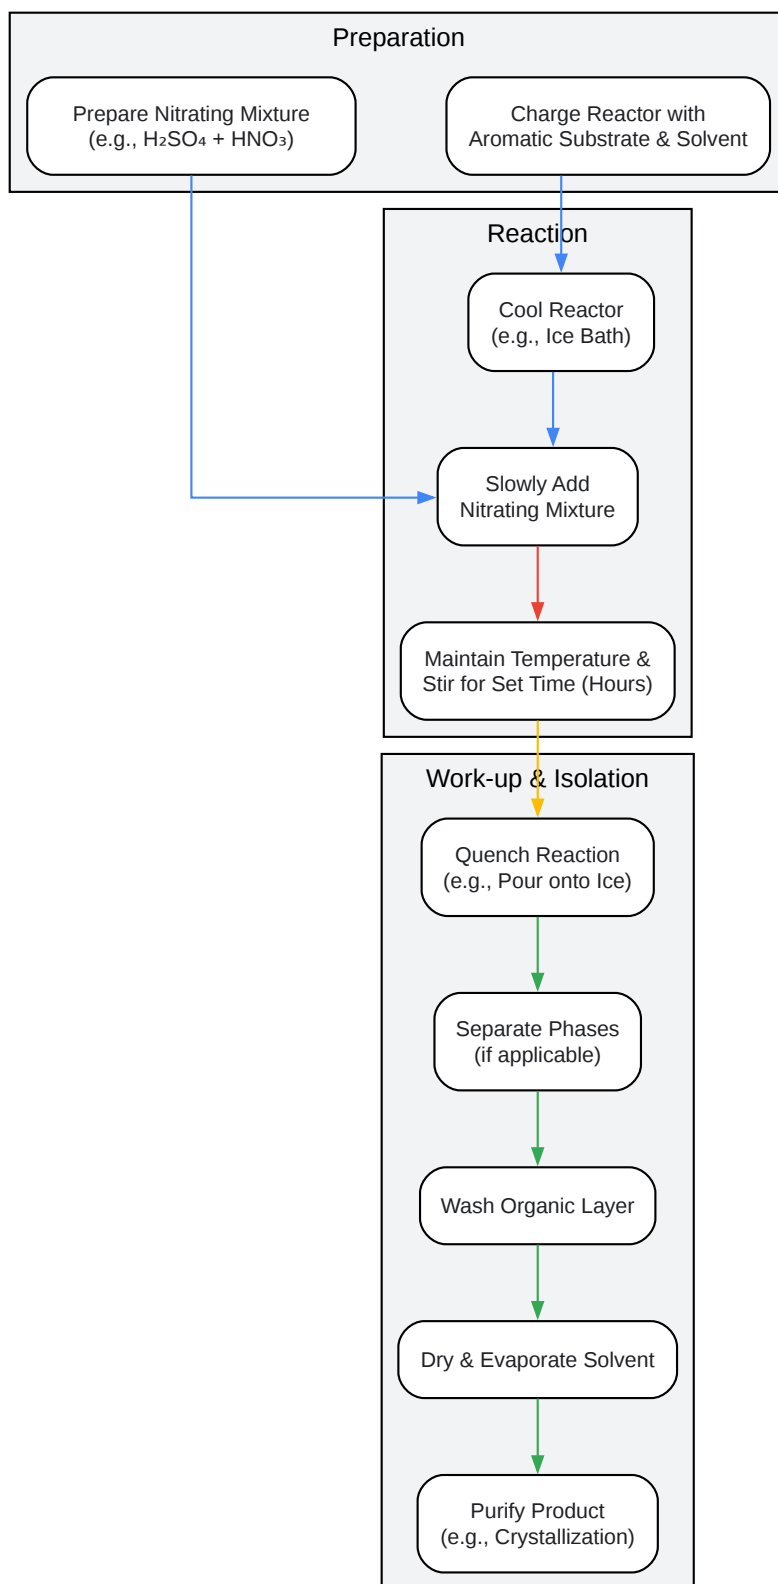 Preparation
Prepare Nitrating Mixture
(e.g., H₂SO₄ + HNO₃)
Charge Reactor with
Aromatic Substrate & Solvent
Reaction
Cool Reactor
(e.g., Ice Bath)
Slowly Add
Nitrating Mixture
Maintain Temperature &
Stir for Set Time (Hours)
Work-up & Isolation
Quench Reaction
(e.g., Pour onto Ice)
Separate Phases
(if applicable)
Wash Organic Layer
Dry & Evaporate Solvent
Purify Product
(e.g., Crystallization)